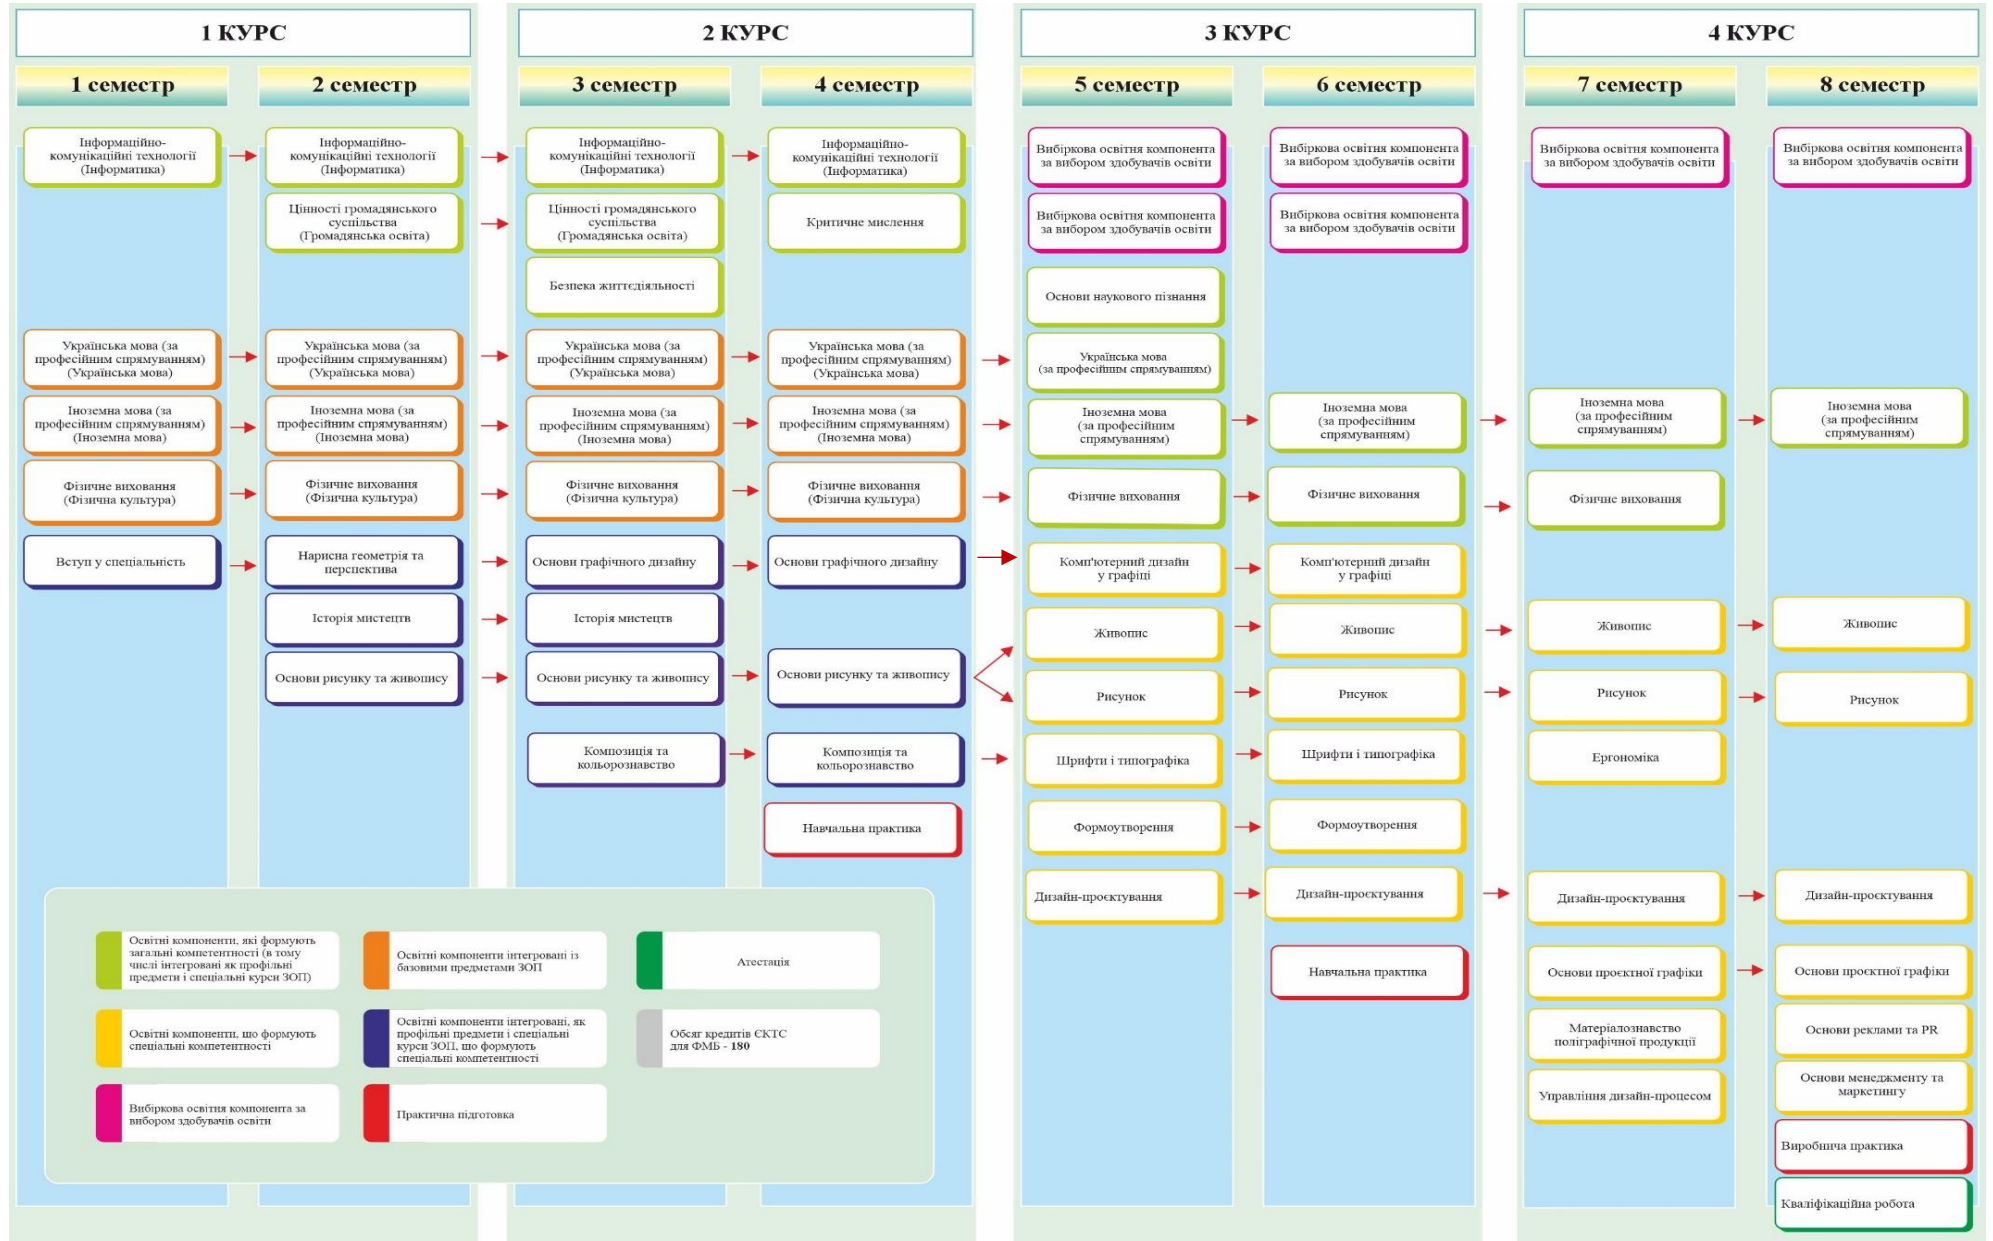 1 КУРС
2 КУРС
3 КУРС
4 КУРС
1 семестр
2 семестр
3 семестр
4 семестр
5 семестр
6 семестр
7 семестр
8 семестр
Інформаційно-
комунікаційні технології
(Інформатика)
Українська мова (за
професійним спрямуванням)
(Українська мова)
Іноземна мова (за
професійним спрямуванням)
(Іноземна мова)
Фізичне виховання
(Фізична культура)
Вступ у спеціальність
Інформаційно-
комунікаційні технології
(Інформатика)
Цінності громадянського
суспільства
(Громадянська освіта)
Українська мова (за
професійним спрямуванням)
(Українська мова)
Іноземна мова (за
професійним спрямуванням)
(Іноземна мова)
Фізичне виховання
(Фізична культура)
Нарисна геометрія та
перспектива
Історія мистецтв
Основи рисунку та живопису
Інформаційно-
комунікаційні технології
(Інформатика)
Цінності громадянського
суспільства
(Громадянська освіта)
Безпека життєдіяльності
Українська мова (за
професійним спрямуванням)
(Українська мова)
Іноземна мова (за
професійним спрямуванням)
(Іноземна мова)
Фізичне виховання
(Фізична культура)
Основи графічного дизайну
Історія мистецтв
Основи рисунку та живопису
Композиція та
кольорознавство
Інформаційно-
комунікаційні технології
(Інформатика)
Критичне мислення
Українська мова (за
професійним спрямуванням)
(Українська мова)
Іноземна мова (за
професійним спрямуванням)
(Іноземна мова)
Фізичне виховання
(Фізична культура)
Основи графічного дизайну
Основи рисунку та живопису
Композиція та
кольорознавство
Навчальна практика
Вибіркова освітня компонента
за вибором здобувачів освіти
Вибіркова освітня компонента
за вибором здобувачів освіти
Основи наукового пізнання
Українська мова
(за професійним спрямуванням)
Іноземна мова
(за професійним
спрямуванням)
Фізичне виховання
Комп'ютерний дизайн
у графіці
Живопис
Рисунок
Шрифти і типографіка
Формоутворення
Дизайн-проєктування
Вибіркова освітня компонента
за вибором здобувачів освіти
Вибіркова освітня компонента
за вибором здобувачів освіти
Іноземна мова
(за професійним
спрямуванням)
Фізичне виховання
Комп'ютерний дизайн
у графіці
Живопис
Рисунок
Шрифти і типографіка
Формоутворення
Дизайн-проєктування
Навчальна практика
Вибіркова освітня компонента
за вибором здобувачів освіти
Іноземна мова
(за професійним
спрямуванням)
Фізичне виховання
Живопис
Рисунок
Ергономіка
Дизайн-проєктування
Основи проєктної графіки
Матеріалознавство
поліграфічної продукції
Управління дизайн-процесом
Вибіркова освітня компонента
за вибором здобувачів освіти
Іноземна мова
(за професійним
спрямуванням)
Живопис
Рисунок
Дизайн-проєктування
Основи проєктної графіки
Основи реклами та PR
Основи менеджменту та
маркетингу
Виробнича практика
Кваліфікаційна робота
Освітні компоненти, які формують
загальні компетентності (в тому
числі інтегровані як профільні
предмети і спеціальні курси ЗОП)
Освітні компоненти, що формують
спеціальні компетентності
Вибіркова освітня компонента за
вибором здобувачів освіти
Освітні компоненти інтегровані із
базовими предметами ЗОП
Освітні компоненти інтегровані, як
профільні предмети і спеціальні
курси ЗОП, що формують
спеціальні компетентності
Практична підготовка
Атестація
Обсяг кредитів ЄКТС
для ФМБ - 180